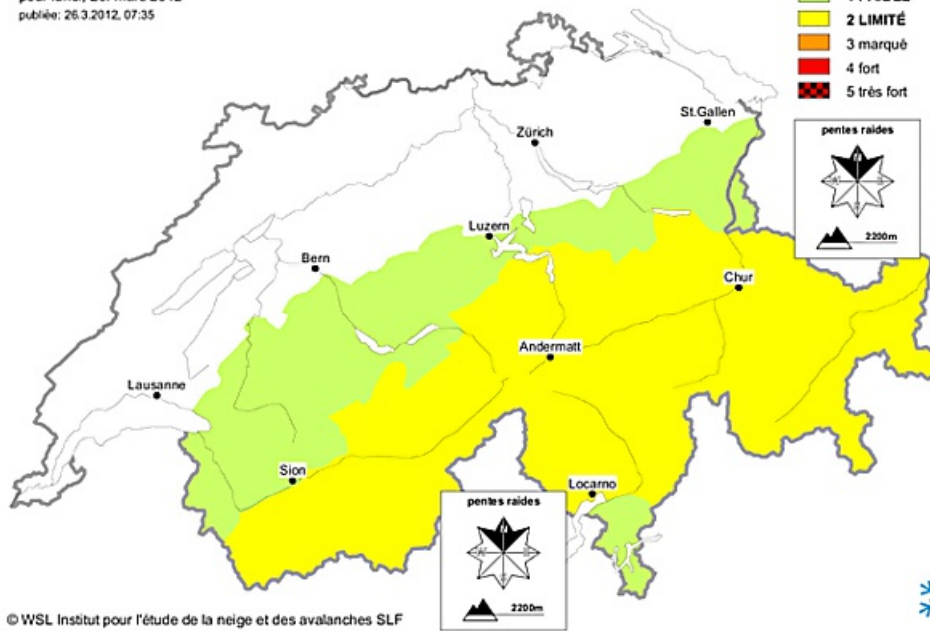 publiée: 26.3.2012, 07:35
2 LIMITÉ
3 marqué
4 fort
5 très fort
St.Gallen
Zürich
pentes raides
N
2200m
Luzern
Bern
Chur
Andermatt
Lausanne
Sion
Locarno
pentes raides
N
2200m
© WSL Institut pour l'étude de la neige et des avalanches SLF